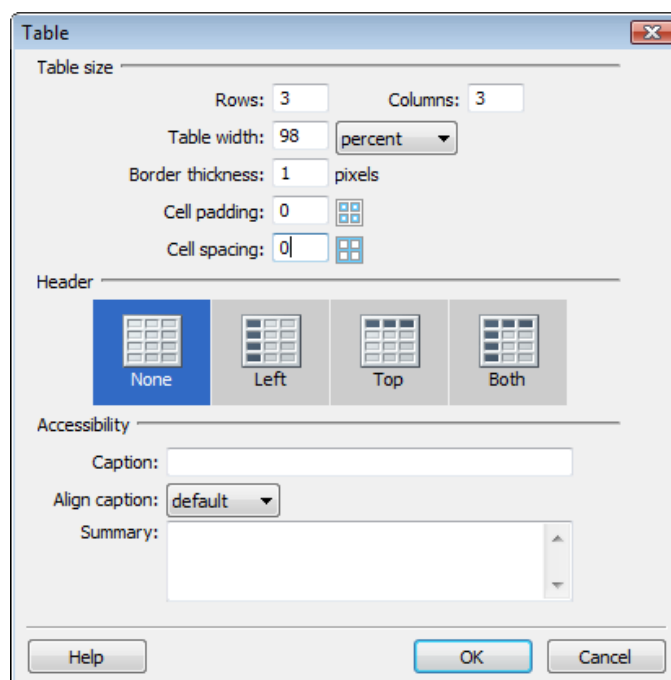 Table
Table size
Rows: 3 Columns: 3
Table width: 98 percent
Border thickness: 1 pixels
Cell padding: 0
Cell spacing: 0
Header
None Left Top Both
Accessibility
Caption:
Align caption: default
Summary:
Help OK Cancel